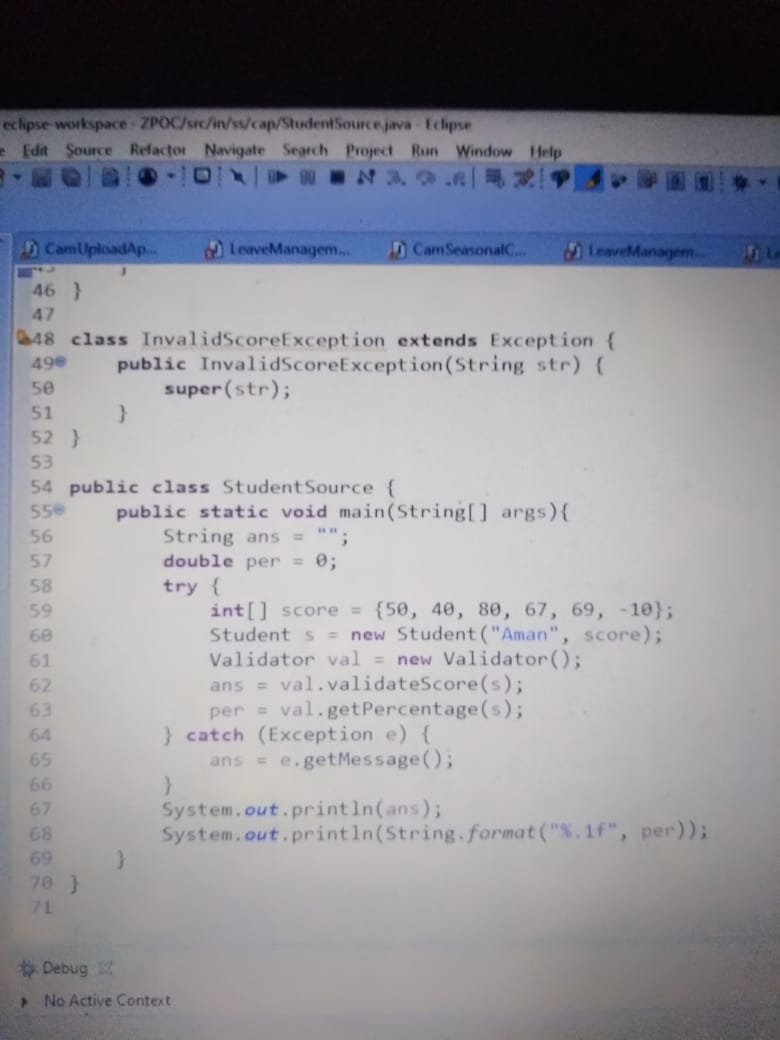 eclipse-workspace - ZPOC/src/in/ss/cap/StudentSource.java - Eclipse
Edit Source Refactor Navigate Search Project Run Window Help
CamUploadAp... LeaveManagem... CamSeasonalC... LeaveManagem... Le
}
46 }
47
48 class InvalidScoreException extends Exception {
49 public InvalidScoreException(String str) {
50 super(str);
51 }
52 }
53
54 public class StudentSource {
55 public static void main(String[] args){
56 String ans = "";
57 double per = 0;
58 try {
59 int[] score = {50, 40, 80, 67, 69, -10};
60 Student s = new Student("Aman", score);
61 Validator val = new Validator();
62 ans = val.validateScore(s);
63 per = val.getPercentage(s);
64 } catch (Exception e) {
65 ans = e.getMessage();
66 }
67 System.out.println(ans);
68 System.out.println(String.format("%.1f", per));
69 }
70 }
71
Debug
No Active Context